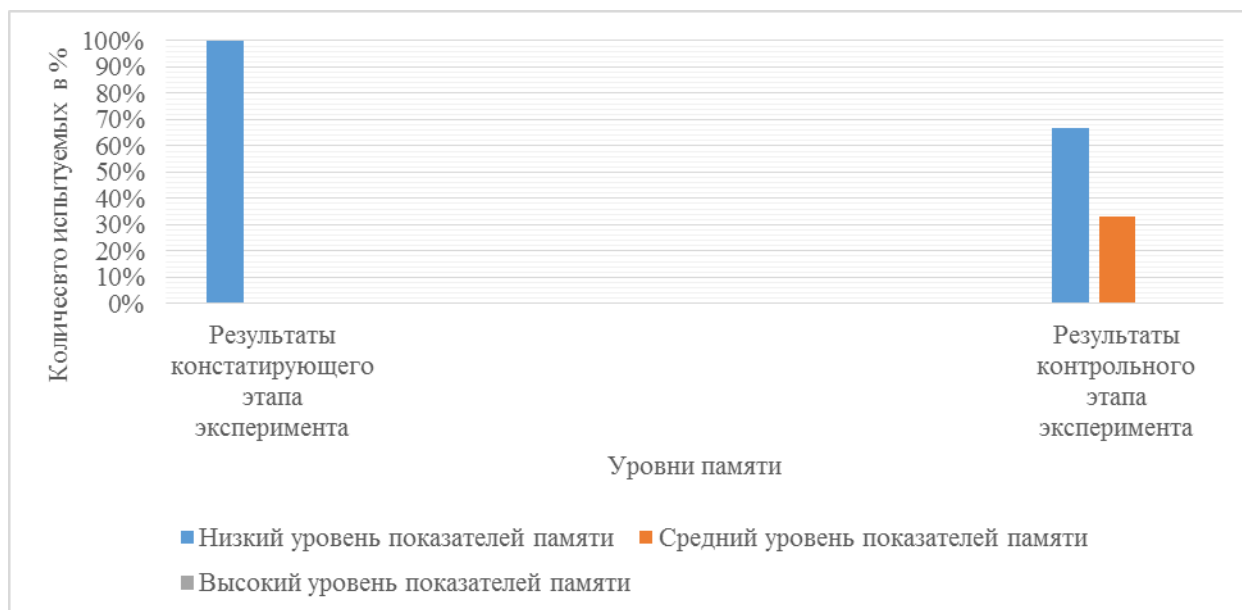 Количесвто испытуемых в %
100%
90%
80%
70%
60%
50%
40%
30%
20%
10%
0%
Результаты
констатирующего
этапа
эксперимента
Результаты
контрольного
этапа
эксперимента
Уровни памяти
Низкий уровень показателей памяти
Средний уровень показателей памяти
Высокий уровень показателей памяти